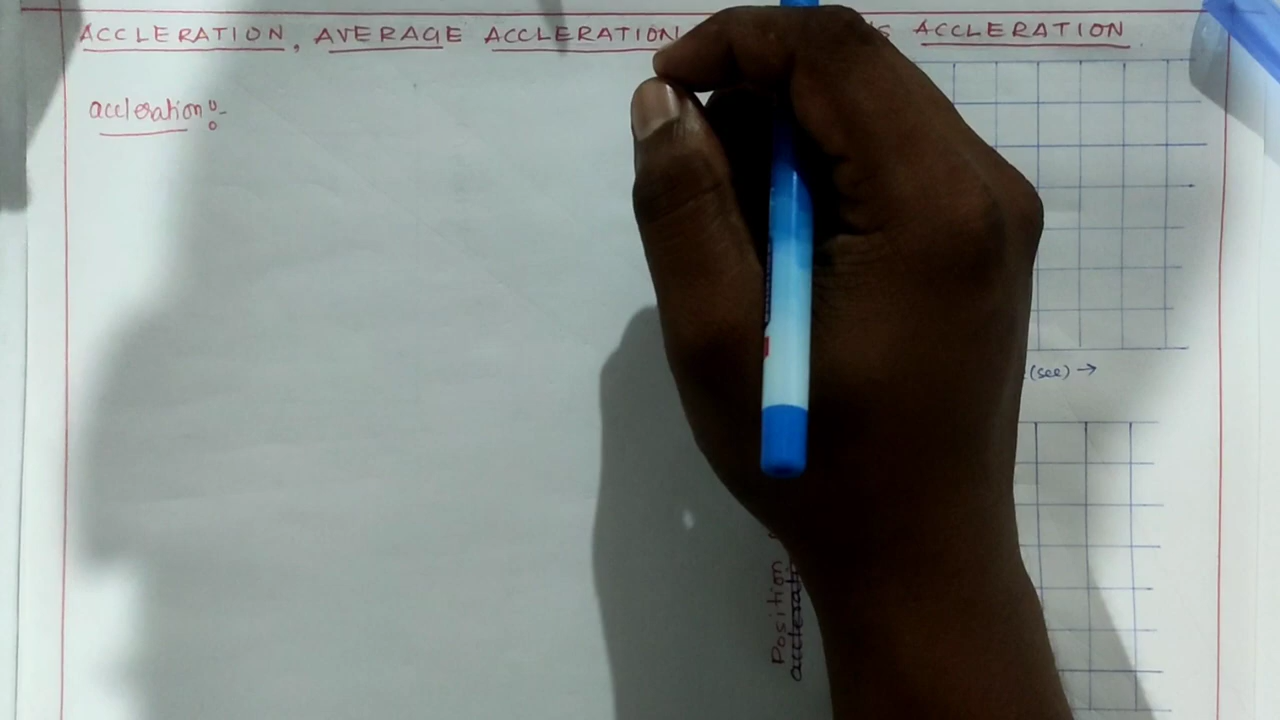 ACCLERATION, AVERAGE ACCLERATION S ACCLERATION
accleration:-
(sec) →
Position